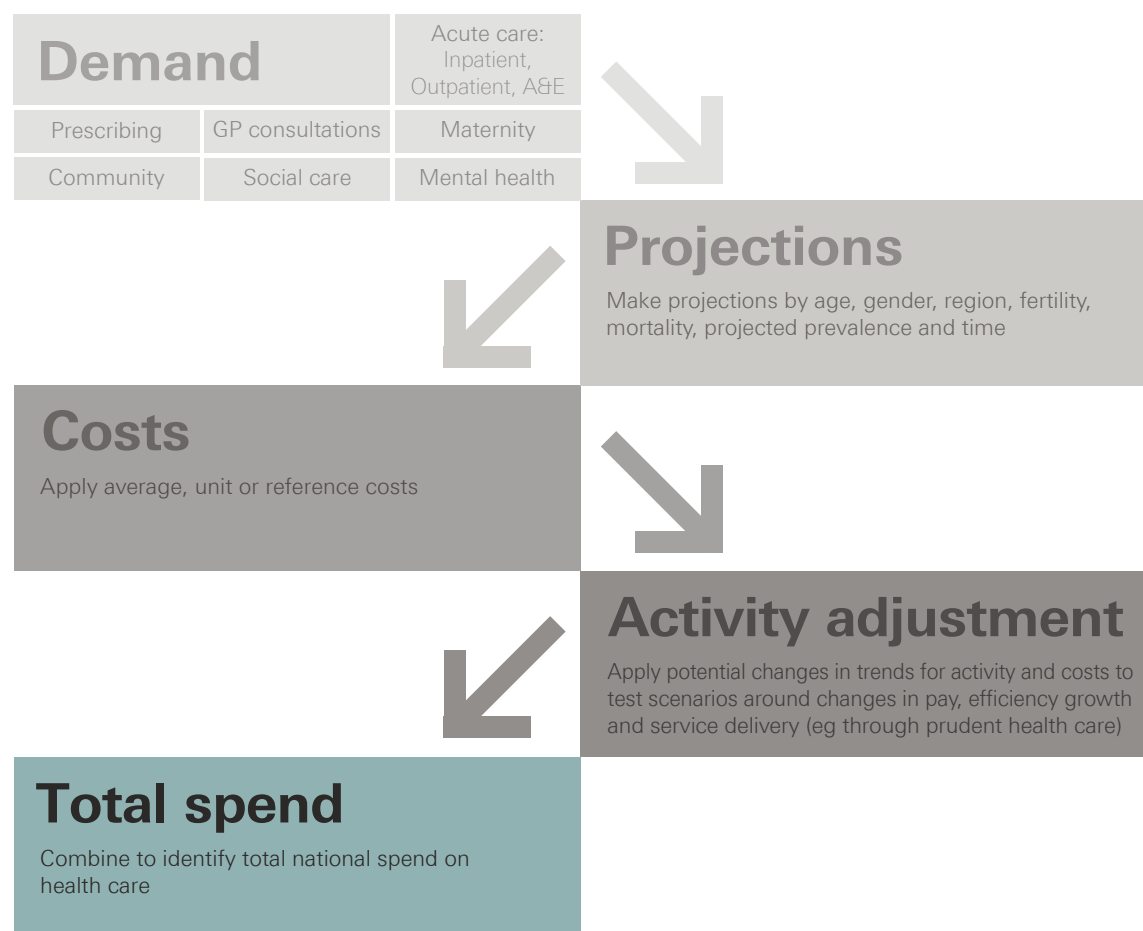 Demand
Acute care:
Inpatient,
Outpatient, A&E
Prescribing
GP consultations
Maternity
Community
Social care
Mental health
Projections
Make projections by age, gender, region, fertility,
mortality, projected prevalence and time
Costs
Apply average, unit or reference costs
Activity adjustment
Apply potential changes in trends for activity and costs to
test scenarios around changes in pay, efficiency growth
and service delivery (eg through prudent health care)
Total spend
Combine to identify total national spend on
health care